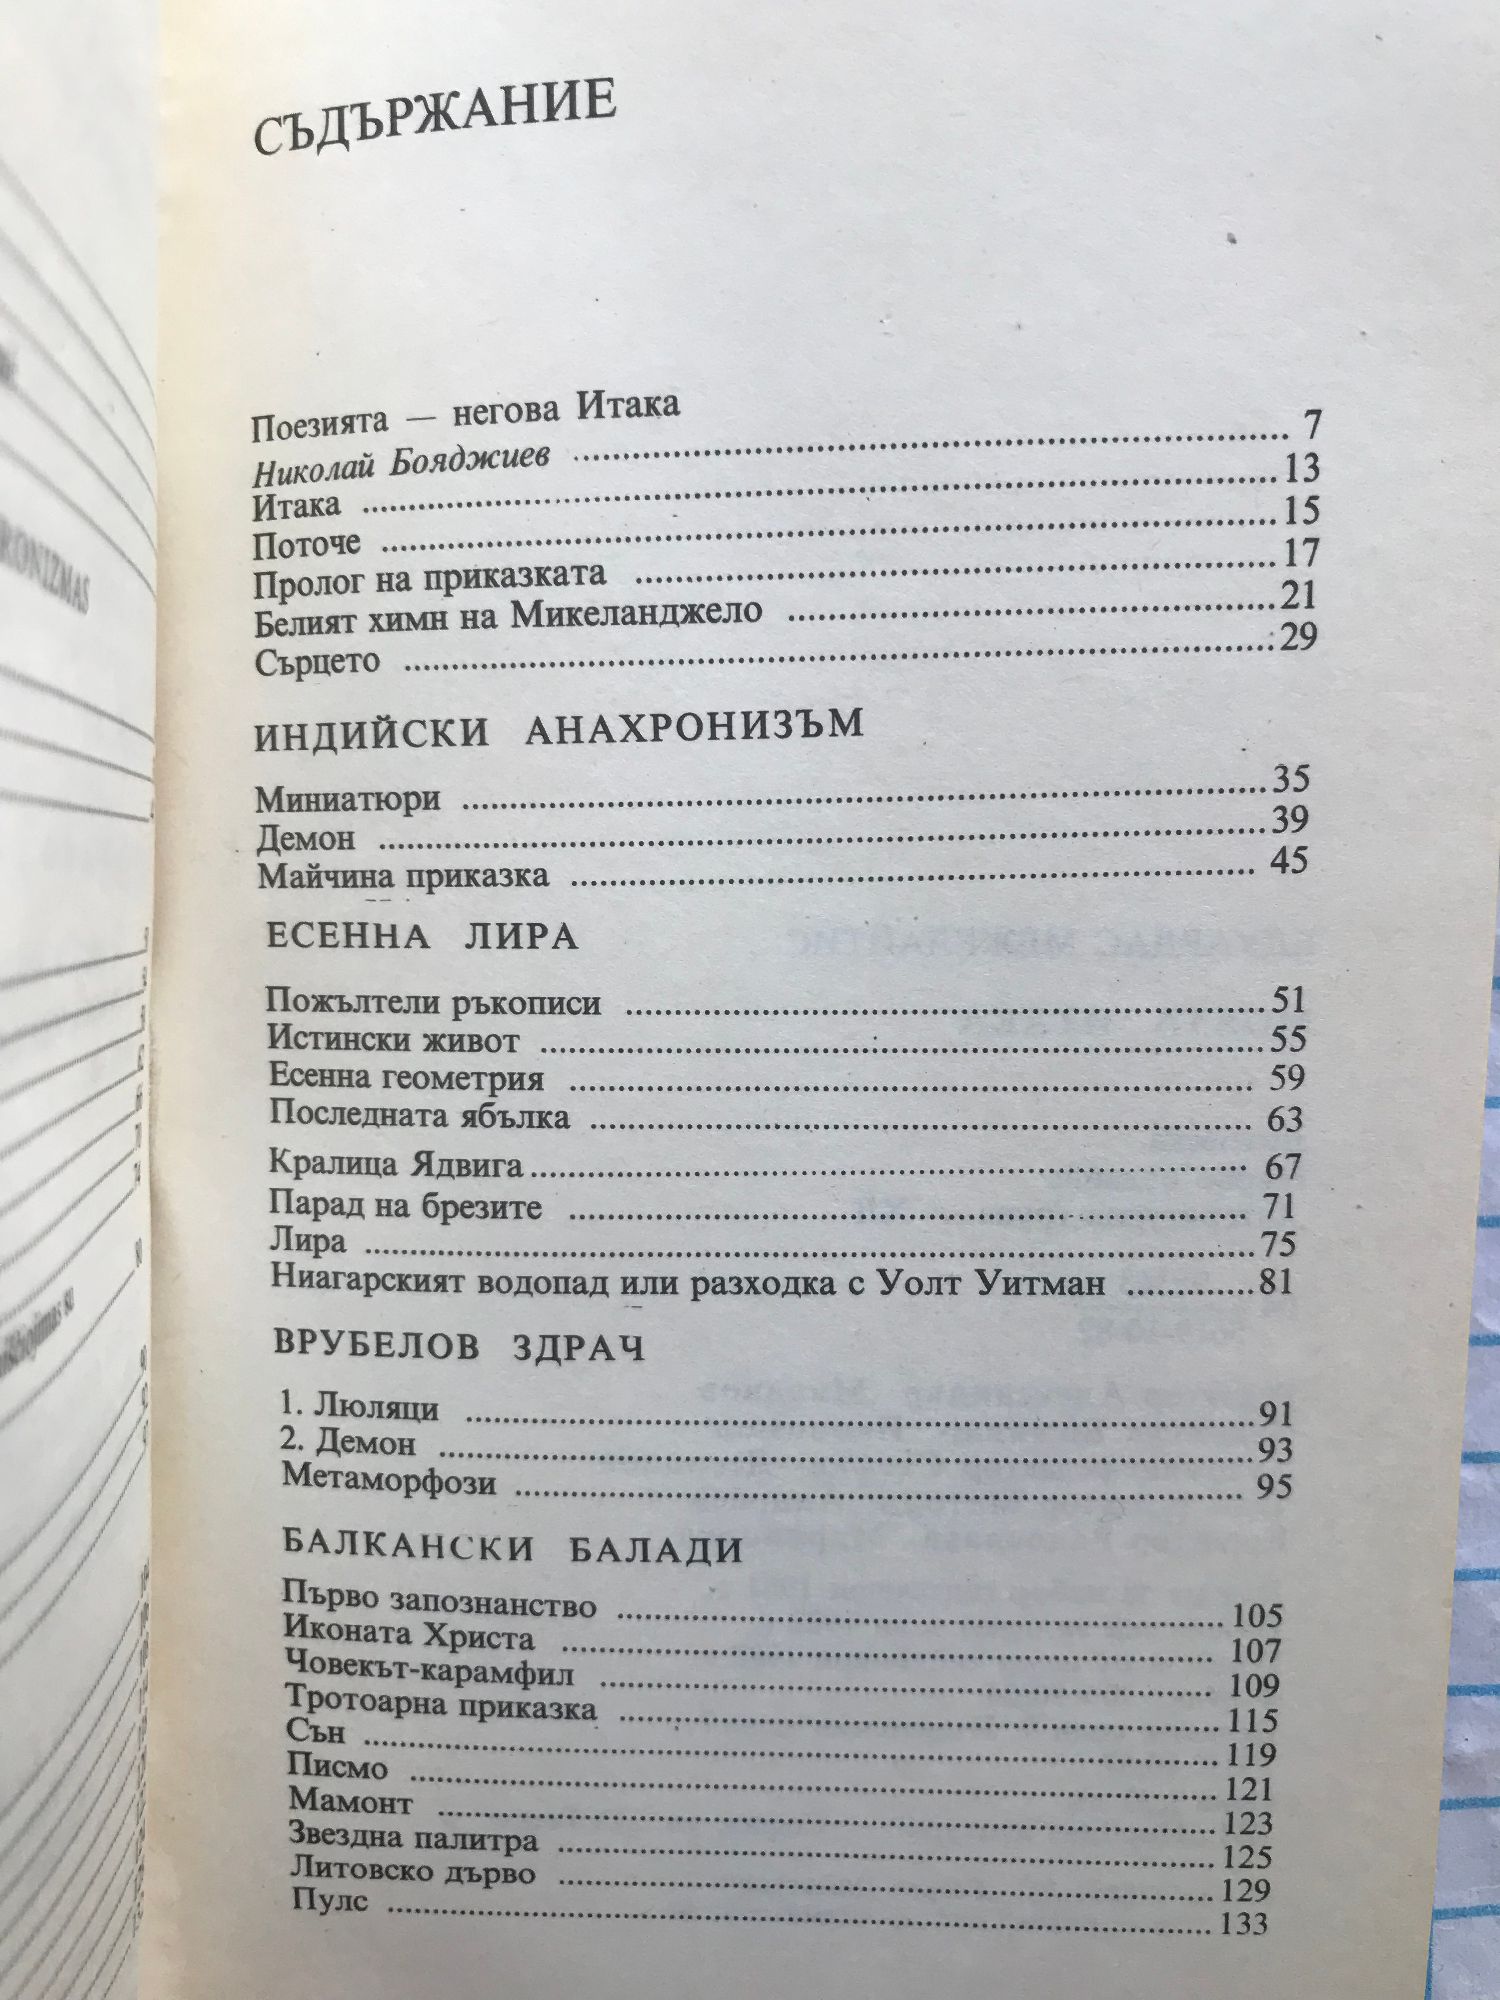 СЪДЪРЖАНИЕ
Поезията — негова Итака
Николай Бояджиев ........ 7
Итака ........ 13
Поточе ........ 15
Пролог на приказката ........ 17
Белият химн на Микеланджело ........ 21
Сърцето ........ 29
ИНДИЙСКИ АНАХРОНИЗЪМ
Миниатюри ........ 35
Демон ........ 39
Майчина приказка ........ 45
ЕСЕННА ЛИРА
Пожълтели ръкописи ........ 51
Истински живот ........ 55
Есенна геометрия ........ 59
Последната ябълка ........ 63
Кралица Ядвига ........ 67
Парад на брезите ........ 71
Лира ........ 75
Ниагарският водопад или разходка с Уолт Уитман ........ 81
ВРУБЕЛОВ ЗДРАЧ
1. Люляци ........ 91
2. Демон ........ 93
Метаморфози ........ 95
БАЛКАНСКИ БАЛАДИ
Първо запознанство ........ 105
Иконата Христа ........ 107
Човекът-карамфил ........ 109
Тротоарна приказка ........ 115
Сън ........ 119
Писмо ........ 121
Мамонт ........ 123
Звездна палитра ........ 125
Литовско дърво ........ 129
Пулс ........ 133
RONIZMAS